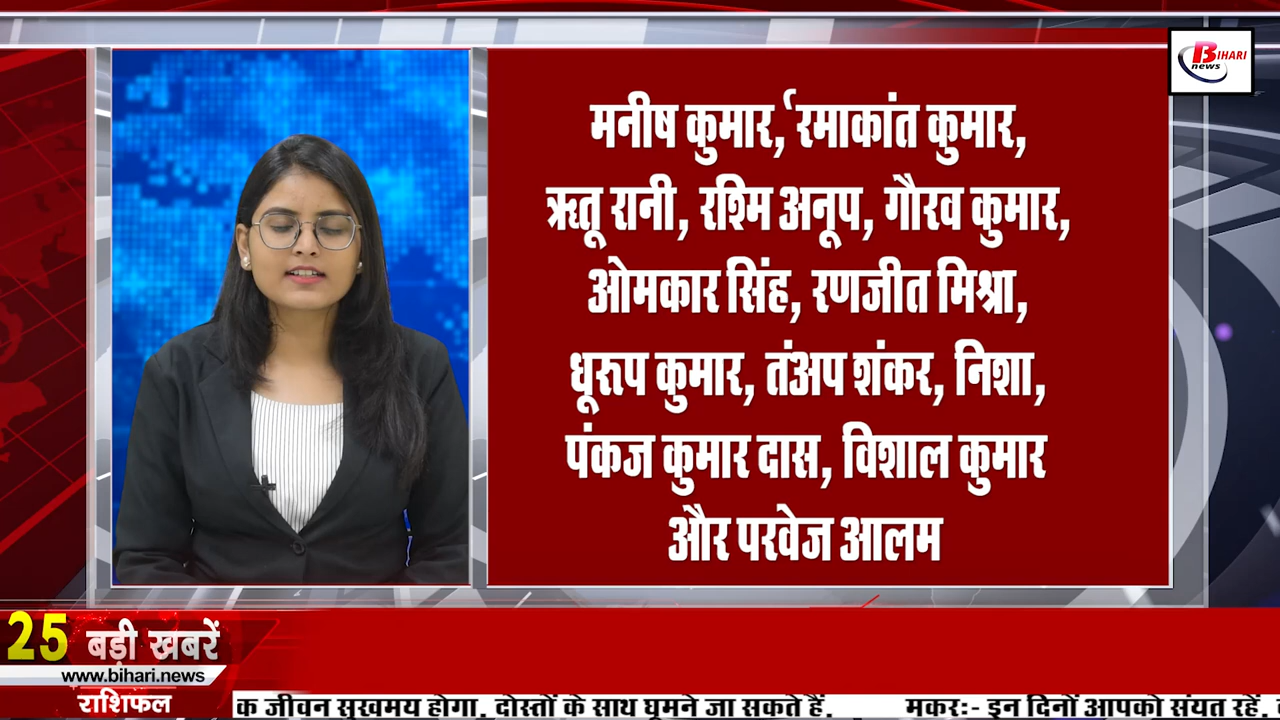 BIHARI
news
मनीष कुमार, रमाकांत कुमार,
ऋतू रानी, रश्मि अनूप, गौरव कुमार,
ओमकार सिंह, रणजीत मिश्रा,
धूरूप कुमार, तंअप शंकर, निशा,
पंकज कुमार दास, विशाल कुमार
और परवेज आलम
25 बड़ी खबरें
www.bihari.news
राशिफल
क जीवन सुखमय होगा. दोस्तों के साथ घूमने जा सकते हैं. मकर:- इन दिनों आपको संयत रहें.